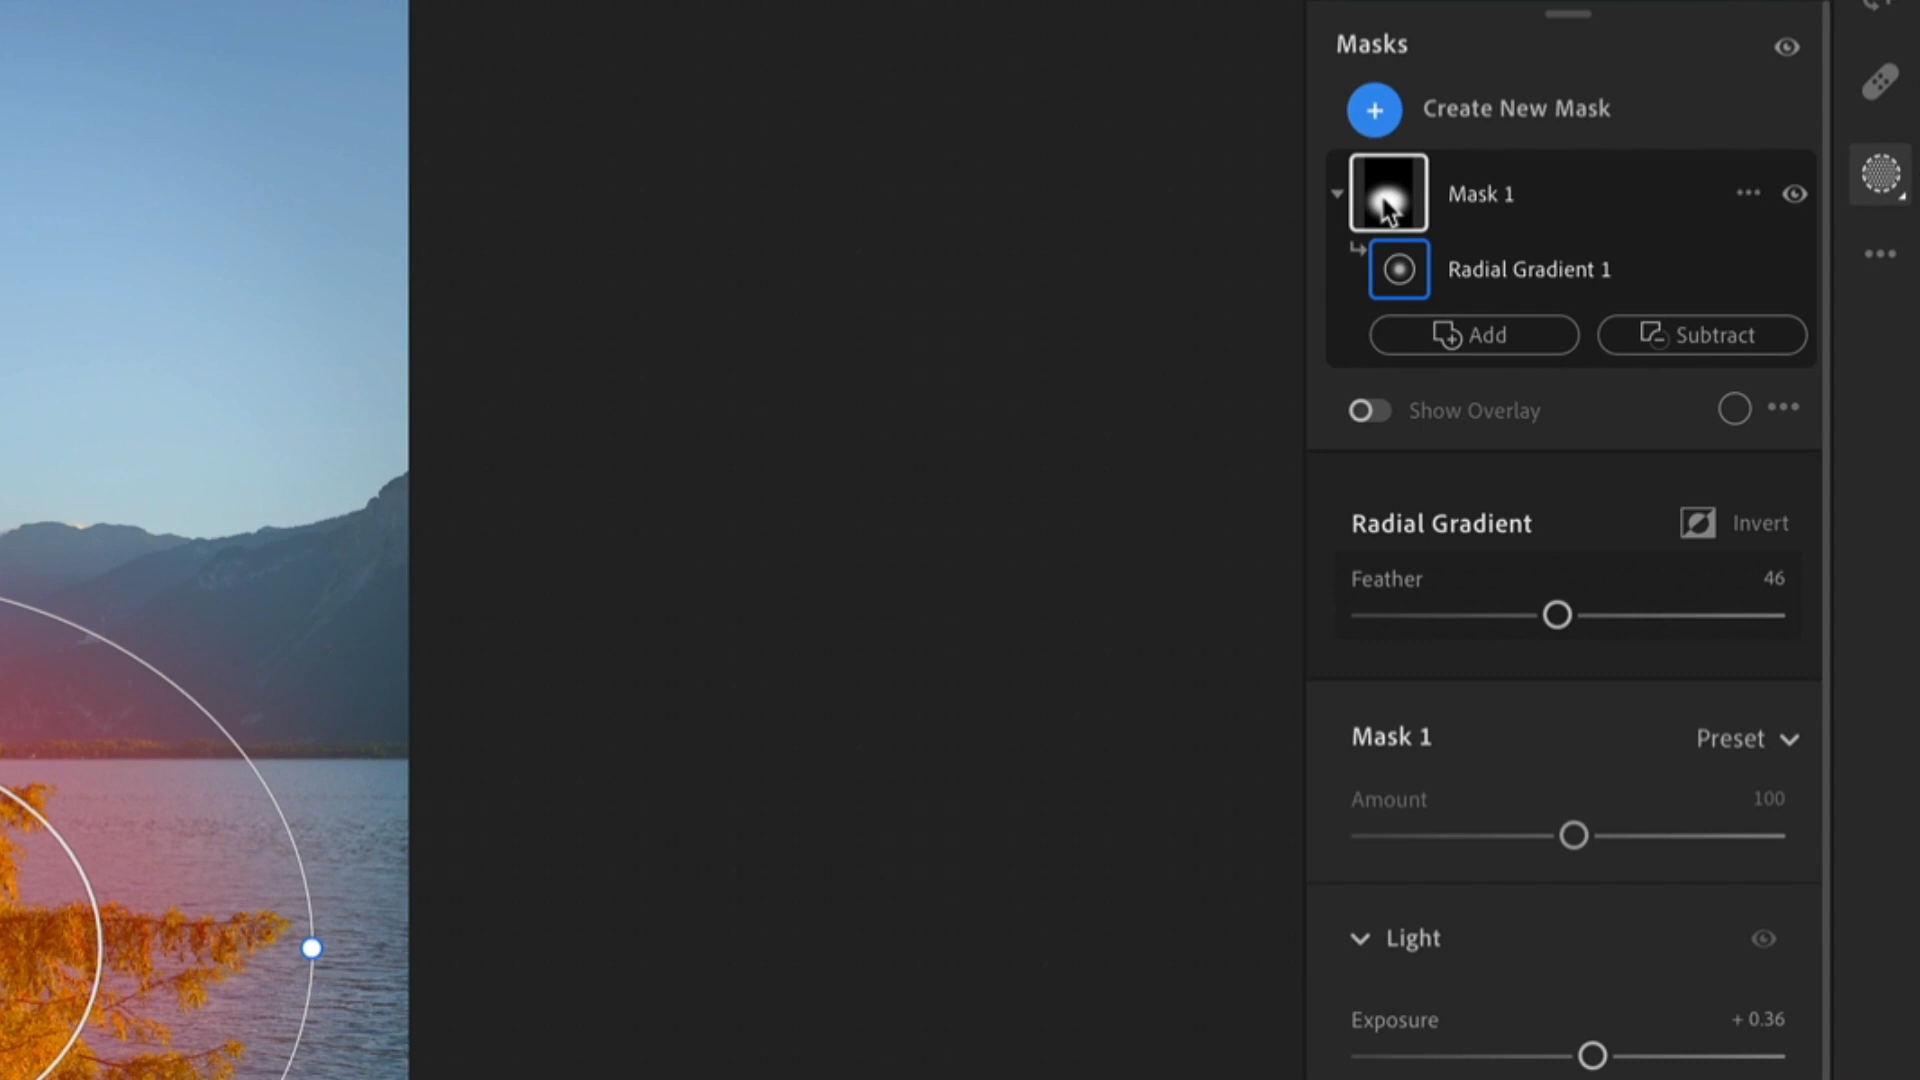 Masks
Create New Mask
Mask 1
Radial Gradient 1
Add
Subtract
Show Overlay
Radial Gradient
Invert
Feather
46
Mask 1
Preset
Amount
100
Light
Exposure
+ 0.36